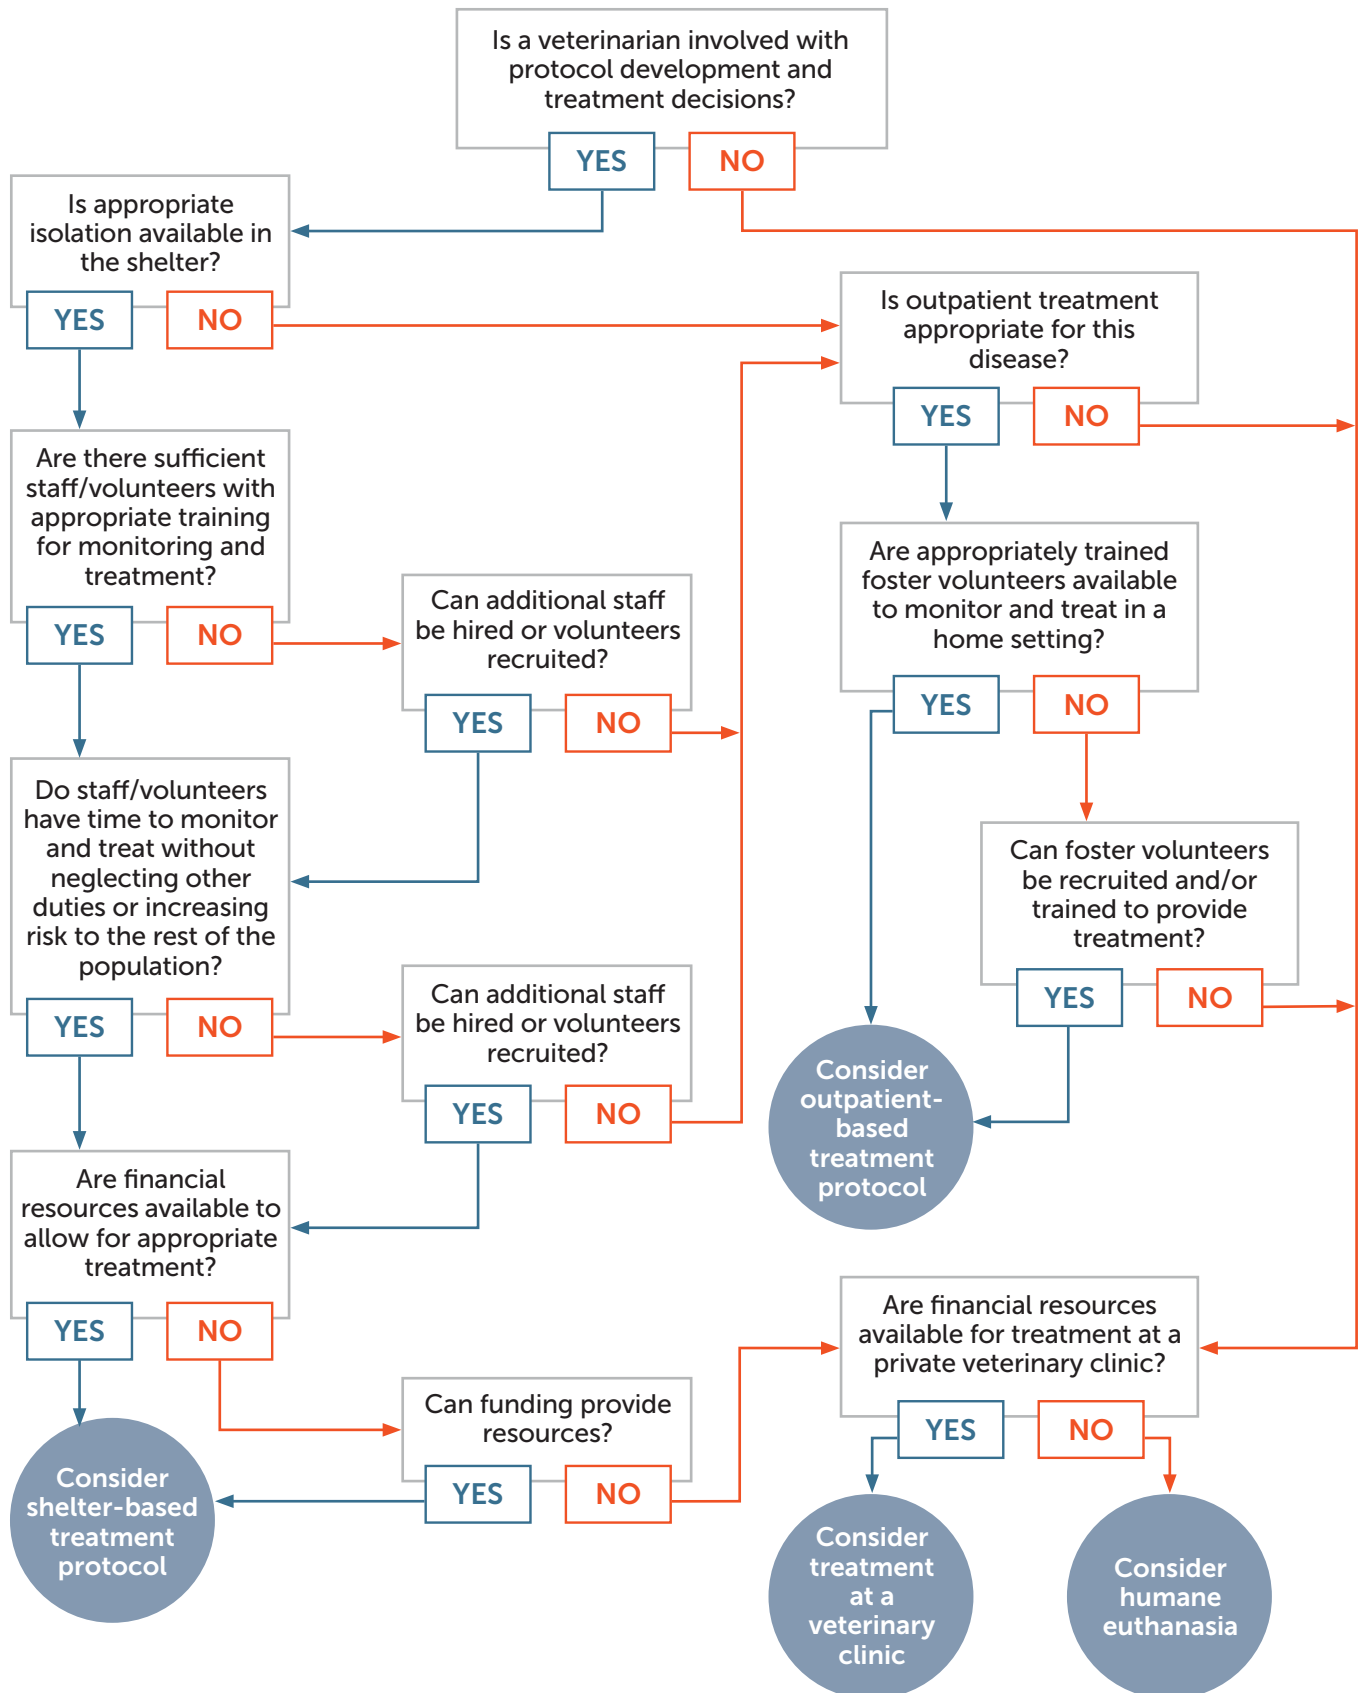 Is a veterinarian involved with
protocol development and
treatment decisions?
YES
NO
Is appropriate
isolation available in
the shelter?
YES
NO
Is outpatient treatment
appropriate for this
disease?
YES
NO
Are there sufficient
staff/volunteers with
appropriate training
for monitoring and
treatment?
YES
NO
Can additional staff
be hired or volunteers
recruited?
YES
NO
Are appropriately trained
foster volunteers available
to monitor and treat in a
home setting?
YES
NO
Do staff/volunteers
have time to monitor
and treat without
neglecting other
duties or increasing
risk to the rest of the
population?
YES
NO
Can additional staff
be hired or volunteers
recruited?
YES
NO
Can foster volunteers
be recruited and/or
trained to provide
treatment?
YES
NO
Consider
outpatient-
based
treatment
protocol
Are financial
resources available to
allow for appropriate
treatment?
YES
NO
Can funding provide
resources?
YES
NO
Are financial resources
available for treatment at a
private veterinary clinic?
YES
NO
Consider
shelter-based
treatment
protocol
Consider
treatment
at a
veterinary
clinic
Consider
humane
euthanasia